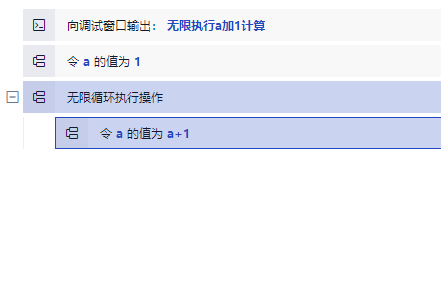 向调试窗口输出： 无限执行a加1计算
令 a 的值为 1
无限循环执行操作
令 a 的值为 a+1